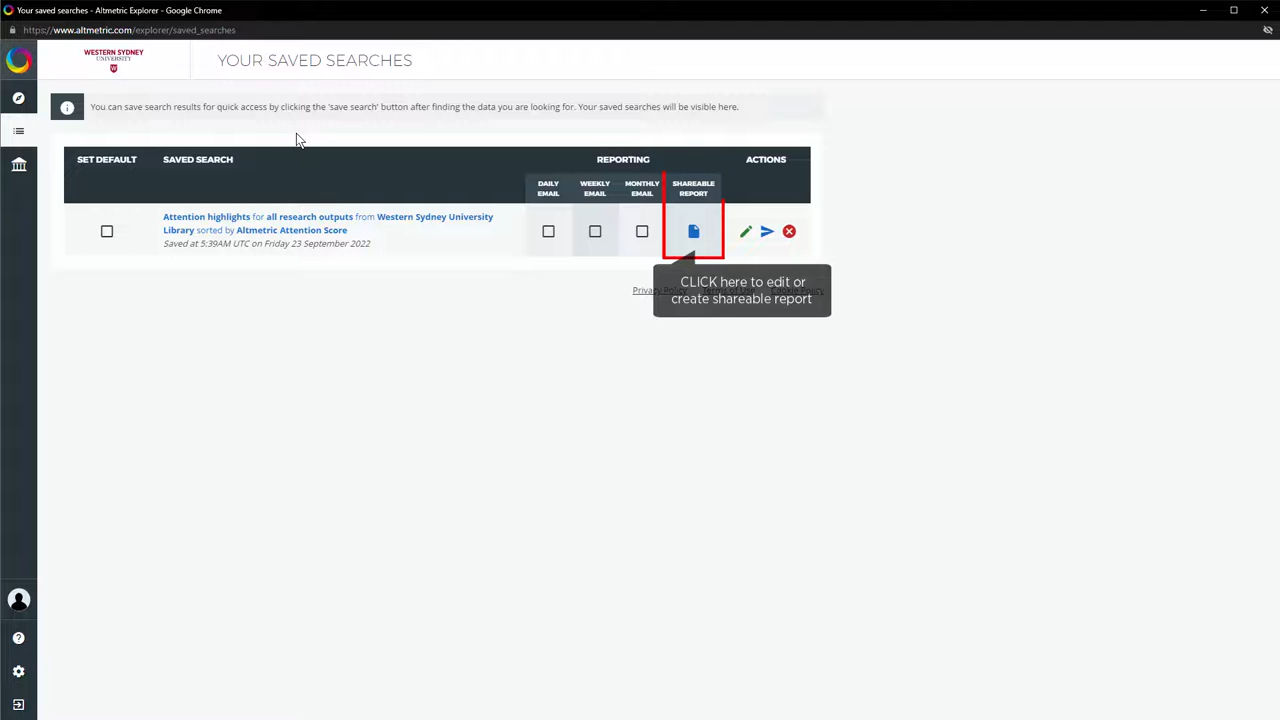 Your saved searches - Altmetric Explorer - Google Chrome
https://www.altmetric.com/explorer/saved_searches
WESTERN SYDNEY
UNIVERSITY
W
YOUR SAVED SEARCHES
You can save search results for quick access by clicking the 'save search' button after finding the data you are looking for. Your saved searches will be visible here.
SET DEFAULT SAVED SEARCH REPORTING ACTIONS
DAILY EMAIL
WEEKLY EMAIL
MONTHLY EMAIL
SHAREABLE REPORT
Attention highlights for all research outputs from Western Sydney University
Library sorted by Altmetric Attention Score
Saved at 5:39AM UTC on Friday 23 September 2022
CLICK here to edit or
create shareable report
Privacy Policy Terms of Use Cookie Policy